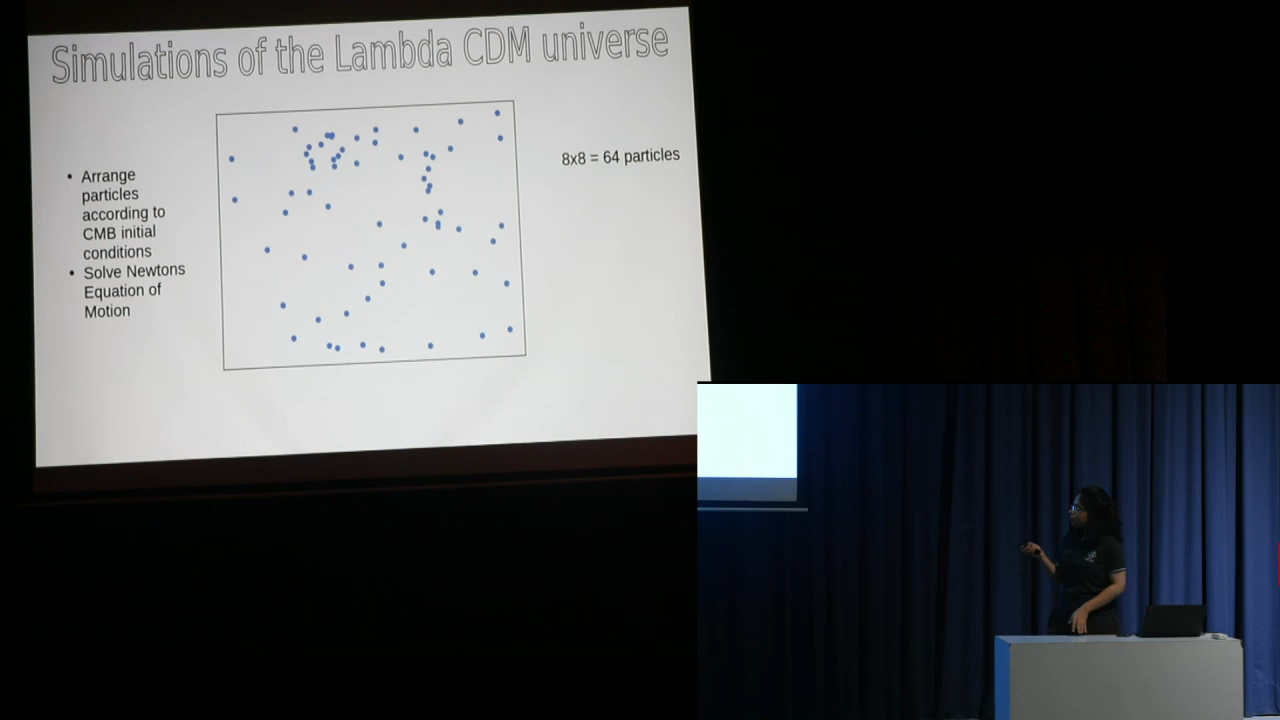 Simulations of the Lambda CDM universe
• Arrange
particles
according to
CMB initial
conditions
• Solve Newtons
Equation of
Motion
8x8 = 64 particles